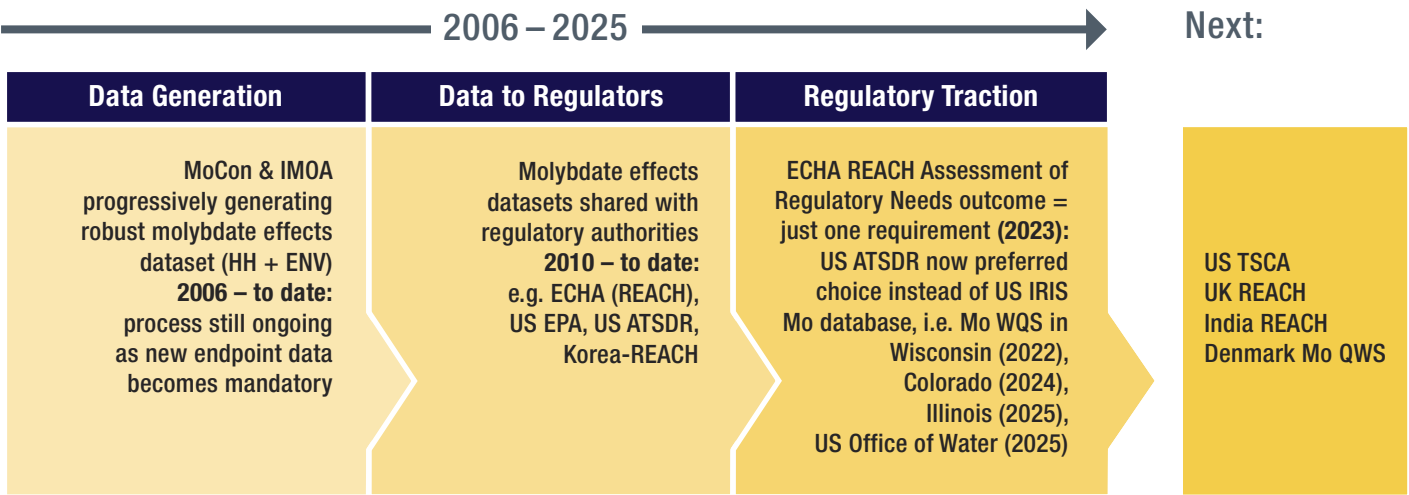 2006 – 2025
Next:
Data Generation
MoCon & IMOA
progressively generating
robust molybdate effects
dataset (HH + ENV)
2006 – to date:
process still ongoing
as new endpoint data
becomes mandatory
Data to Regulators
Molybdate effects
datasets shared with
regulatory authorities
2010 – to date:
e.g. ECHA (REACH),
US EPA, US ATSDR,
Korea-REACH
Regulatory Traction
ECHA REACH Assessment of
Regulatory Needs outcome =
just one requirement (2023):
US ATSDR now preferred
choice instead of US IRIS
Mo database, i.e. Mo WQS in
Wisconsin (2022),
Colorado (2024),
Illinois (2025),
US Office of Water (2025)
US TSCA
UK REACH
India REACH
Denmark Mo QWS